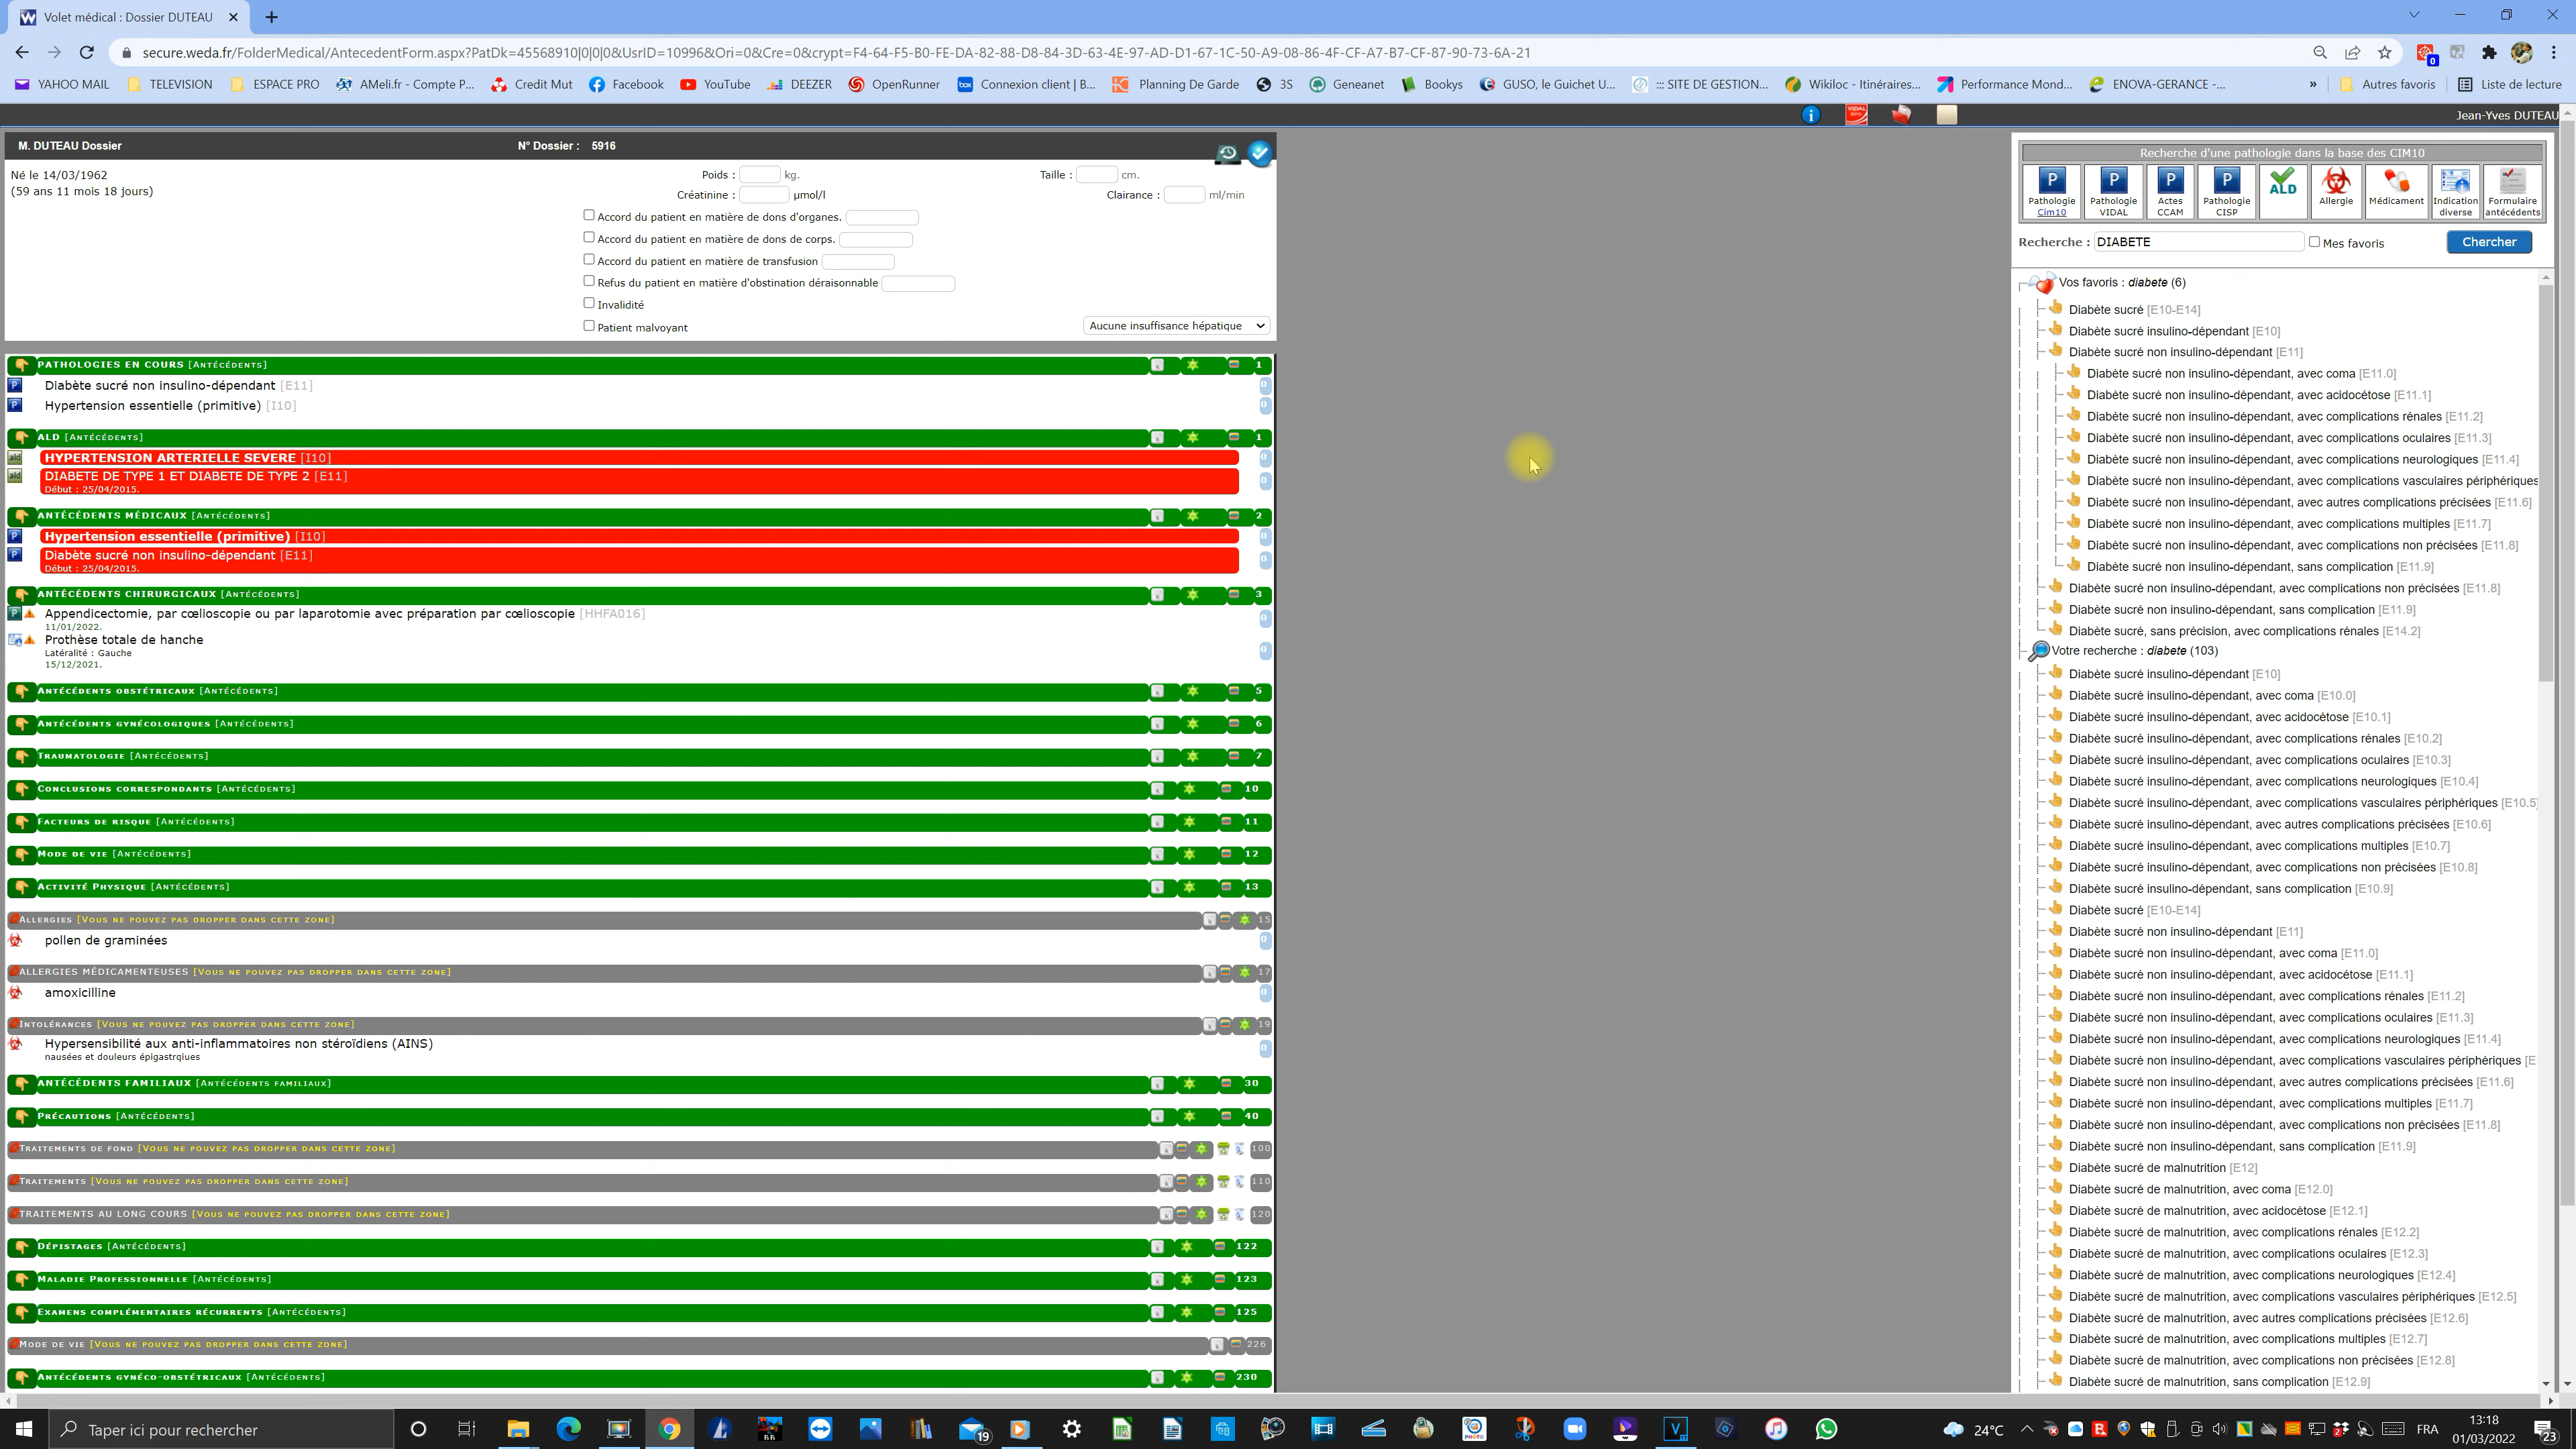 Volet médical : Dossier DUTEAU
secure.weda.fr/FolderMedical/AntecedentForm.aspx?PatDk=45568910|0|0|0&UsrID=10996&Ori=0&Cre=0&crypt=F4-64-F5-B0-FE-DA-82-88-D8-84-3D-63-4E-97-AD-D1-67-1C-50-A9-08-86-4F-CF-A7-B7-CF-87-90-73-6A-21
YAHOO MAIL TELEVISION ESPACE PRO AMeli.fr - Compte P... Credit Mut Facebook YouTube DEEZER OpenRunner Connexion client | B... Planning De Garde 3S Geneanet Bookys GUSO, le Guichet U... ::: SITE DE GESTION... Wikiloc - Itinéraires... Performance Mond... ENOVA-GERANCE -... » Autres favoris Liste de lecture
Jean-Yves DUTEAU
M. DUTEAU Dossier N° Dossier : 5916
Né le 14/03/1962
(59 ans 11 mois 18 jours)
Poids : kg. Taille : cm.
Créatinine : µmol/l Clairance : ml/min
Accord du patient en matière de dons d'organes.
Accord du patient en matière de dons de corps.
Accord du patient en matière de transfusion
Refus du patient en matière d'obstination déraisonnable
Invalidité
Patient malvoyant Aucune insuffisance hépatique
PATHOLOGIES EN COURS [ANTÉCÉDENTS] 1
Diabète sucré non insulino-dépendant [E11] 0
Hypertension essentielle (primitive) [I10] 0
ALD [ANTÉCÉDENTS] 1
HYPERTENSION ARTERIELLE SEVERE [I10] 0
DIABETE DE TYPE 1 ET DIABETE DE TYPE 2 [E11] 0
Début : 25/04/2015.
ANTÉCÉDENTS MÉDICAUX [ANTÉCÉDENTS] 2
Hypertension essentielle (primitive) [I10] 0
Diabète sucré non insulino-dépendant [E11] 0
Début : 25/04/2015.
ANTÉCÉDENTS CHIRURGICAUX [ANTÉCÉDENTS] 3
Appendicectomie, par cœlioscopie ou par laparotomie avec préparation par cœlioscopie [HHFA016] 0
11/01/2022.
Prothèse totale de hanche
Latéralité : Gauche 0
15/12/2021.
ANTÉCÉDENTS OBSTÉTRICAUX [ANTÉCÉDENTS] 5
ANTÉCÉDENTS GYNÉCOLOGIQUES [ANTÉCÉDENTS] 6
TRAUMATOLOGIE [ANTÉCÉDENTS] 7
CONCLUSIONS CORRESPONDANTS [ANTÉCÉDENTS] 10
FACTEURS DE RISQUE [ANTÉCÉDENTS] 11
MODE DE VIE [ANTÉCÉDENTS] 12
ACTIVITÉ PHYSIQUE [ANTÉCÉDENTS] 13
ALLERGIES [VOUS NE POUVEZ PAS DROPPER DANS CETTE ZONE] 15
pollen de graminées 0
ALLERGIES MÉDICAMENTEUSES [VOUS NE POUVEZ PAS DROPPER DANS CETTE ZONE] 17
amoxicilline 0
INTOLÉRANCES [VOUS NE POUVEZ PAS DROPPER DANS CETTE ZONE] 19
Hypersensibilité aux anti-inflammatoires non stéroïdiens (AINS) 0
nausées et douleurs épigastrqiues
ANTÉCÉDENTS FAMILIAUX [ANTÉCÉDENTS FAMILIAUX] 30
PRÉCAUTIONS [ANTÉCÉDENTS] 40
TRAITEMENTS DE FOND [VOUS NE POUVEZ PAS DROPPER DANS CETTE ZONE] 100
TRAITEMENTS [VOUS NE POUVEZ PAS DROPPER DANS CETTE ZONE] 110
TRAITEMENTS AU LONG COURS [VOUS NE POUVEZ PAS DROPPER DANS CETTE ZONE] 120
DÉPISTAGES [ANTÉCÉDENTS] 122
MALADIE PROFESSIONNELLE [ANTÉCÉDENTS] 123
EXAMENS COMPLÉMENTAIRES RÉCURRENTS [ANTÉCÉDENTS] 125
MODE DE VIE [VOUS NE POUVEZ PAS DROPPER DANS CETTE ZONE] 226
ANTÉCÉDENTS GYNÉCO-OBSTÉTRICAUX [ANTÉCÉDENTS] 230
Recherche d'une pathologie dans la base des CIM10
Pathologie Cim10
Pathologie VIDAL
Actes CCAM
Pathologie CISP
ALD
Allergie
Médicament
Indication diverse
Formulaire antécédents
Recherche : DIABETE Mes favoris Chercher
Vos favoris : diabete (6)
Diabète sucré [E10-E14]
Diabète sucré insulino-dépendant [E10]
Diabète sucré non insulino-dépendant [E11]
Diabète sucré non insulino-dépendant, avec coma [E11.0]
Diabète sucré non insulino-dépendant, avec acidocétose [E11.1]
Diabète sucré non insulino-dépendant, avec complications rénales [E11.2]
Diabète sucré non insulino-dépendant, avec complications oculaires [E11.3]
Diabète sucré non insulino-dépendant, avec complications neurologiques [E11.4]
Diabète sucré non insulino-dépendant, avec complications vasculaires périphériques
Diabète sucré non insulino-dépendant, avec autres complications précisées [E11.6]
Diabète sucré non insulino-dépendant, avec complications multiples [E11.7]
Diabète sucré non insulino-dépendant, avec complications non précisées [E11.8]
Diabète sucré non insulino-dépendant, sans complication [E11.9]
Diabète sucré non insulino-dépendant, avec complications non précisées [E11.8]
Diabète sucré non insulino-dépendant, sans complication [E11.9]
Diabète sucré, sans précision, avec complications rénales [E14.2]
Votre recherche : diabete (103)
Diabète sucré insulino-dépendant [E10]
Diabète sucré insulino-dépendant, avec coma [E10.0]
Diabète sucré insulino-dépendant, avec acidocétose [E10.1]
Diabète sucré insulino-dépendant, avec complications rénales [E10.2]
Diabète sucré insulino-dépendant, avec complications oculaires [E10.3]
Diabète sucré insulino-dépendant, avec complications neurologiques [E10.4]
Diabète sucré insulino-dépendant, avec complications vasculaires périphériques [E10.5]
Diabète sucré insulino-dépendant, avec autres complications précisées [E10.6]
Diabète sucré insulino-dépendant, avec complications multiples [E10.7]
Diabète sucré insulino-dépendant, avec complications non précisées [E10.8]
Diabète sucré insulino-dépendant, sans complication [E10.9]
Diabète sucré [E10-E14]
Diabète sucré non insulino-dépendant [E11]
Diabète sucré non insulino-dépendant, avec coma [E11.0]
Diabète sucré non insulino-dépendant, avec acidocétose [E11.1]
Diabète sucré non insulino-dépendant, avec complications rénales [E11.2]
Diabète sucré non insulino-dépendant, avec complications oculaires [E11.3]
Diabète sucré non insulino-dépendant, avec complications neurologiques [E11.4]
Diabète sucré non insulino-dépendant, avec complications vasculaires périphériques [E
Diabète sucré non insulino-dépendant, avec autres complications précisées [E11.6]
Diabète sucré non insulino-dépendant, avec complications multiples [E11.7]
Diabète sucré non insulino-dépendant, avec complications non précisées [E11.8]
Diabète sucré non insulino-dépendant, sans complication [E11.9]
Diabète sucré de malnutrition [E12]
Diabète sucré de malnutrition, avec coma [E12.0]
Diabète sucré de malnutrition, avec acidocétose [E12.1]
Diabète sucré de malnutrition, avec complications rénales [E12.2]
Diabète sucré de malnutrition, avec complications oculaires [E12.3]
Diabète sucré de malnutrition, avec complications neurologiques [E12.4]
Diabète sucré de malnutrition, avec complications vasculaires périphériques [E12.5]
Diabète sucré de malnutrition, avec autres complications précisées [E12.6]
Diabète sucré de malnutrition, avec complications multiples [E12.7]
Diabète sucré de malnutrition, avec complications non précisées [E12.8]
Diabète sucré de malnutrition, sans complication [E12.9]
Taper ici pour rechercher 19 24°C FRA 13:18
01/03/2022 23